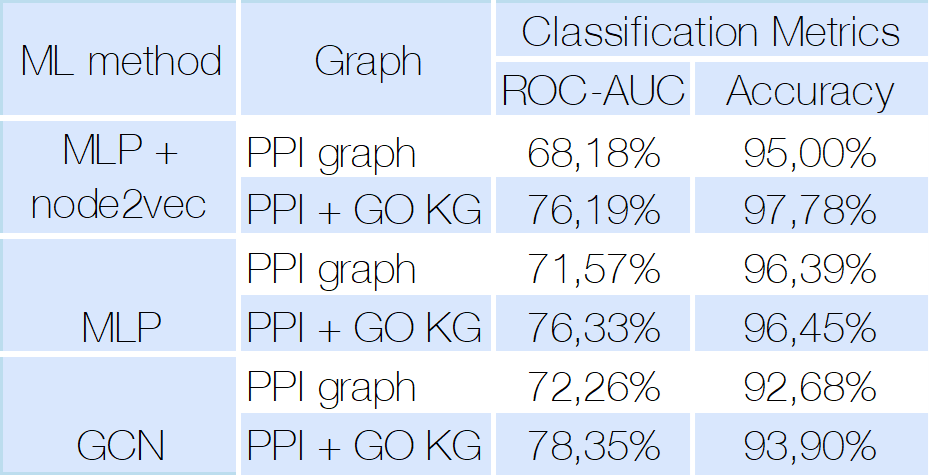 ML method Graph Classification Metrics
ROC-AUC Accuracy
MLP + node2vec PPI graph 68,18% 95,00%
PPI + GO KG 76,19% 97,78%
MLP PPI graph 71,57% 96,39%
PPI + GO KG 76,33% 96,45%
GCN PPI graph 72,26% 92,68%
PPI + GO KG 78,35% 93,90%